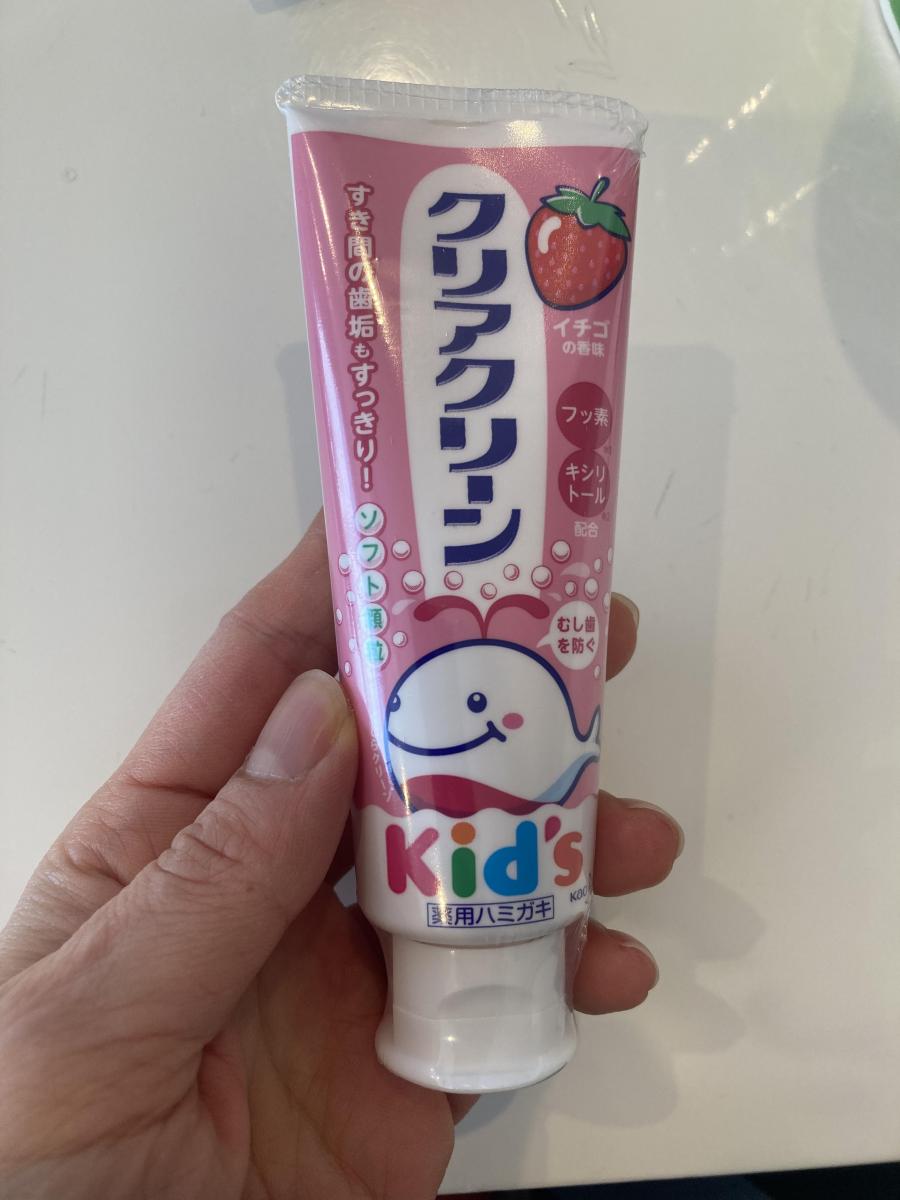 すき間の歯垢もすっきり!
ソフト顆粒
クリアクリーン
イチゴ
の香味
フッ素
キシリ
トール
配合
むし歯
を防ぐ
Kid's
薬用ハミガキ